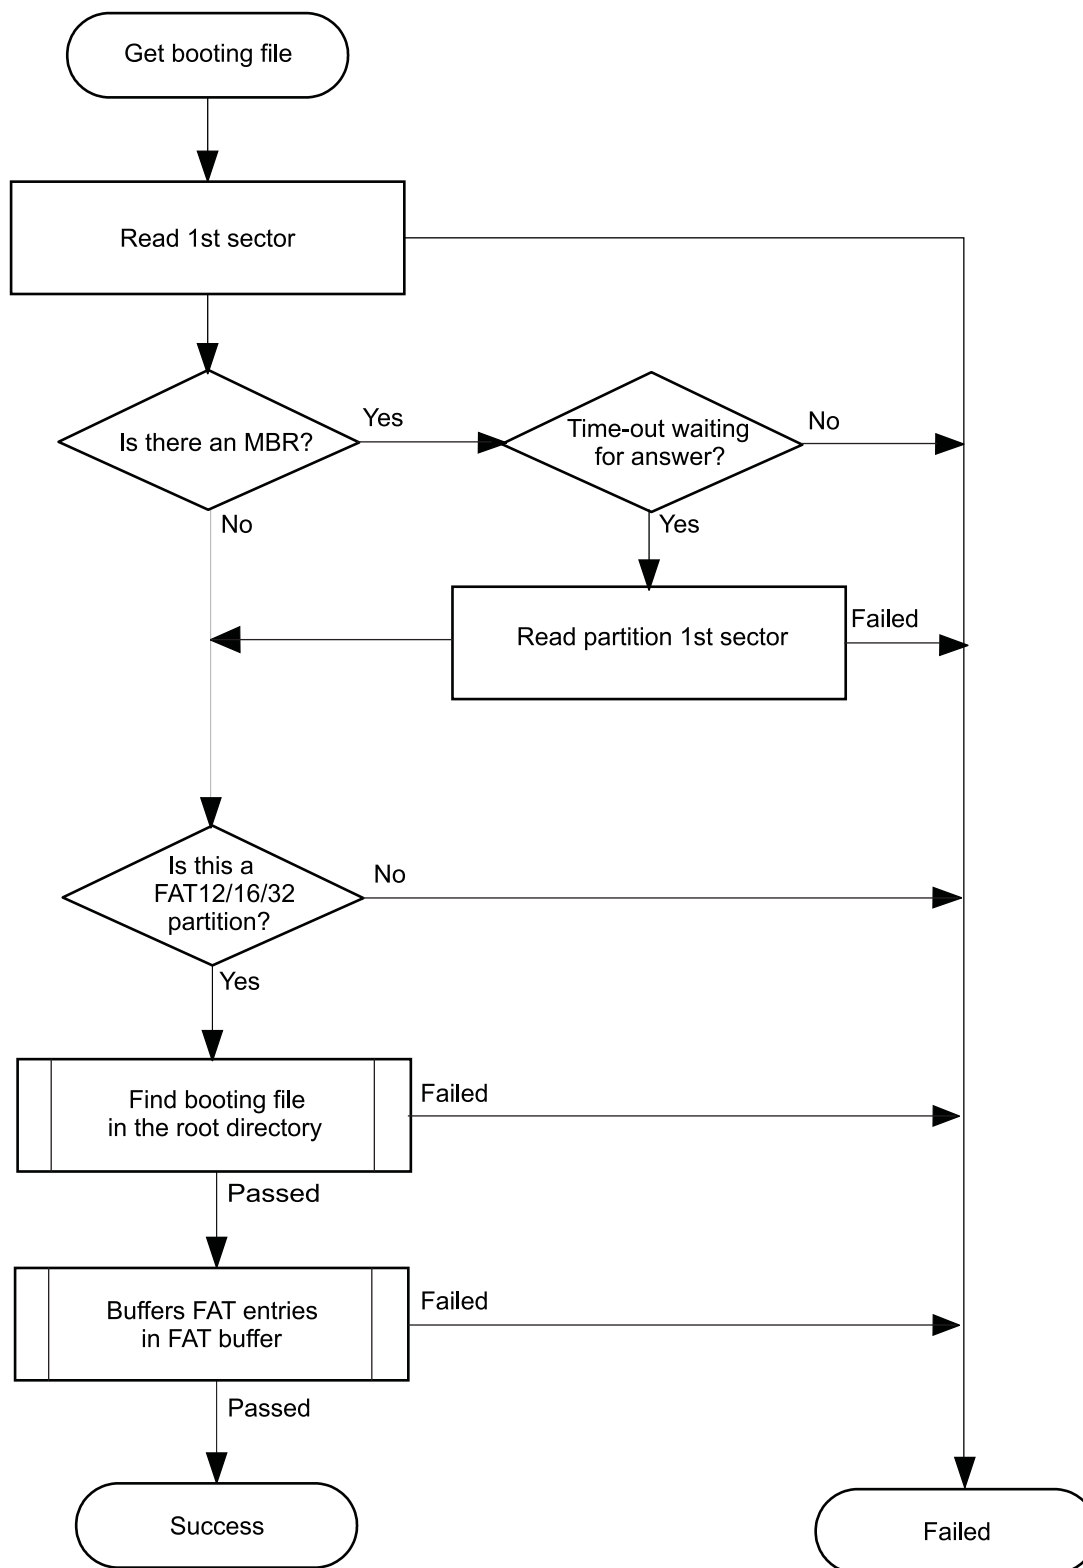 Get booting file
Read 1st sector
Is there an MBR?
Yes
Time-out waiting
for answer?
No
No
Yes
Read partition 1st sector
Failed
Is this a
FAT12/16/32
partition?
No
Yes
Find booting file
in the root directory
Failed
Passed
Buffers FAT entries
in FAT buffer
Failed
Passed
Success
Failed